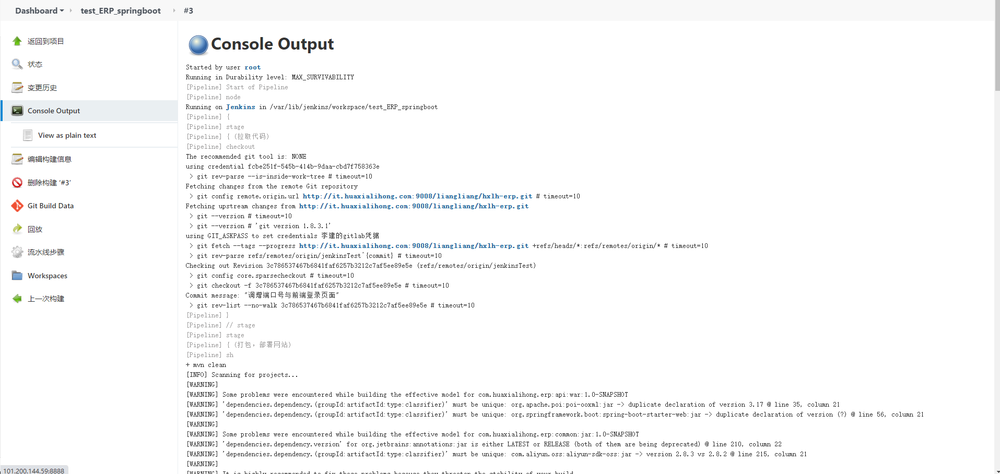 Dashboard
test_ERP_springboot
#3
返回到项目
状态
变更历史
Console Output
View as plain text
编辑构建信息
删除构建 ‘#3’
Git Build Data
回放
流水线步骤
Workspaces
上一次构建
Console Output
Started by user root
Running in Durability level: MAX_SURVIVABILITY
[Pipeline] Start of Pipeline
[Pipeline] node
Running on Jenkins in /var/lib/jenkins/workspace/test_ERP_springboot
[Pipeline] {
[Pipeline] stage
[Pipeline] { (拉取代码)
[Pipeline] checkout
The recommended git tool is: NONE
using credential fcbe251f-545b-414b-9daa-cbd7f758363e
> git rev-parse --is-inside-work-tree # timeout=10
Fetching changes from the remote Git repository
> git config remote.origin.url http://it.huaxialihong.com:9008/liangliang/hxlh-erp.git # timeout=10
Fetching upstream changes from http://it.huaxialihong.com:9008/liangliang/hxlh-erp.git
> git --version # timeout=10
> git --version # 'git version 1.8.3.1'
using GIT_ASKPASS to set credentials 李建的gitlab凭据
> git fetch --tags --progress http://it.huaxialihong.com:9008/liangliang/hxlh-erp.git +refs/heads/*:refs/remotes/origin/* # timeout=10
> git rev-parse refs/remotes/origin/jenkinsTest^{commit} # timeout=10
Checking out Revision 3c786537467b6841faf6257b3212c7af5ee89e5e (refs/remotes/origin/jenkinsTest)
> git config core.sparsecheckout # timeout=10
> git checkout -f 3c786537467b6841faf6257b3212c7af5ee89e5e # timeout=10
Commit message: "调增端口号与前端登录页面"
> git rev-list --no-walk 3c786537467b6841faf6257b3212c7af5ee89e5e # timeout=10
[Pipeline] }
[Pipeline] // stage
[Pipeline] stage
[Pipeline] { (打包，部署网站)
[Pipeline] sh
+ mvn clean
[INFO] Scanning for projects...
[WARNING]
[WARNING] Some problems were encountered while building the effective model for com.huaxialihong.erp:api:war:1.0-SNAPSHOT
[WARNING] 'dependencies.dependency.(groupId:artifactId:type:classifier)' must be unique: org.apache.poi:poi-ooxml:jar -> duplicate declaration of version 3.17 @ line 35, column 21
[WARNING] 'dependencies.dependency.(groupId:artifactId:type:classifier)' must be unique: org.springframework.boot:spring-boot-starter-web:jar -> duplicate declaration of version (?) @ line 56, column 21
[WARNING]
[WARNING] Some problems were encountered while building the effective model for com.huaxialihong.erp:common:jar:1.0-SNAPSHOT
[WARNING] 'dependencies.dependency.version' for org.jetbrains:annotations:jar is either LATEST or RELEASE (both of them are being deprecated) @ line 210, column 22
[WARNING] 'dependencies.dependency.(groupId:artifactId:type:classifier)' must be unique: com.aliyun.oss:aliyun-sdk-oss:jar -> version 2.8.3 vs 2.8.2 @ line 215, column 21
[WARNING]
[WARNING] It is highly recommended to fix these problems because they threaten the stability of your build.
101.200.144.59:8888